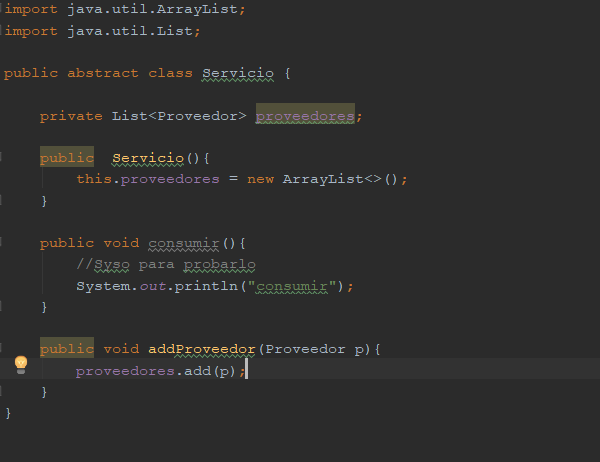 import java.util.ArrayList;
import java.util.List;
public abstract class Servicio {
private List<Proveedor> proveedores;
public  Servicio(){
this.proveedores = new ArrayList<>();
}
public void consumir(){
//Syso para probarlo
System.out.println("consumir");
}
public void addProveedor(Proveedor p){
proveedores.add(p);
}
}